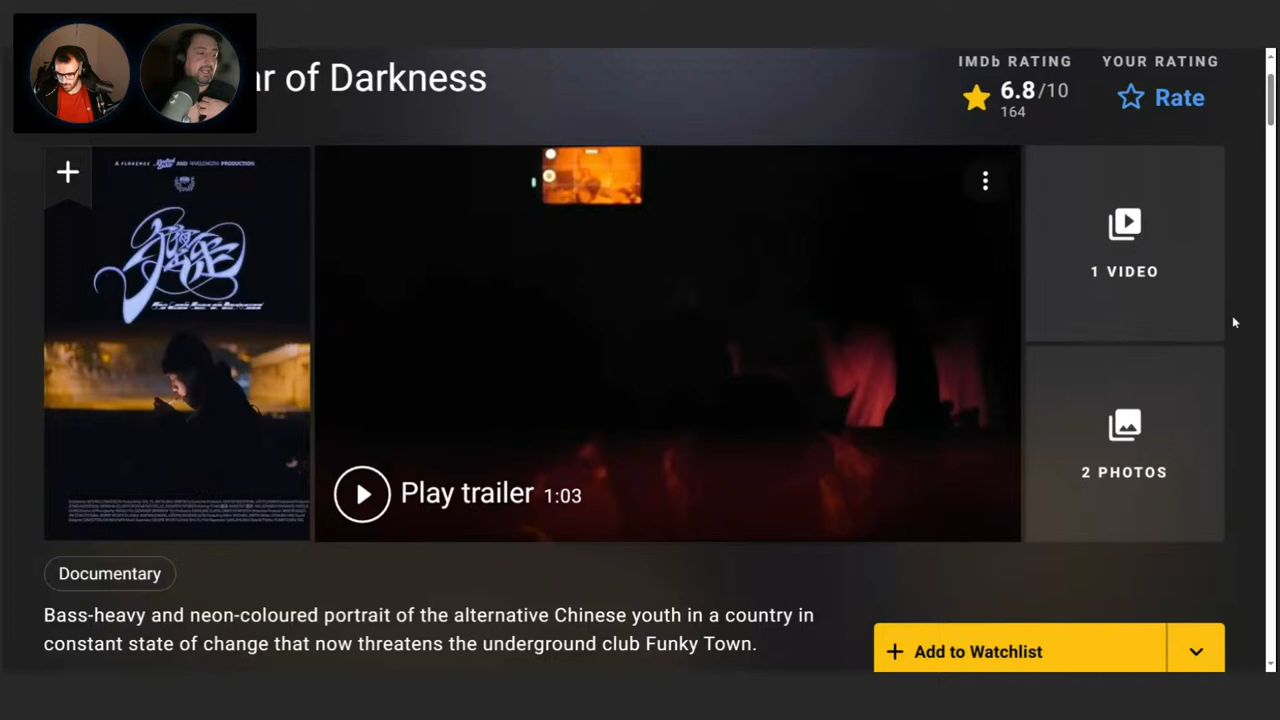 ar of Darkness
IMDb RATING
YOUR RATING
6.8/10
164
Rate
PRODUCTION
Play trailer 1:03
1 VIDEO
2 PHOTOS
Documentary
Bass-heavy and neon-coloured portrait of the alternative Chinese youth in a country in
constant state of change that now threatens the underground club Funky Town.
Add to Watchlist